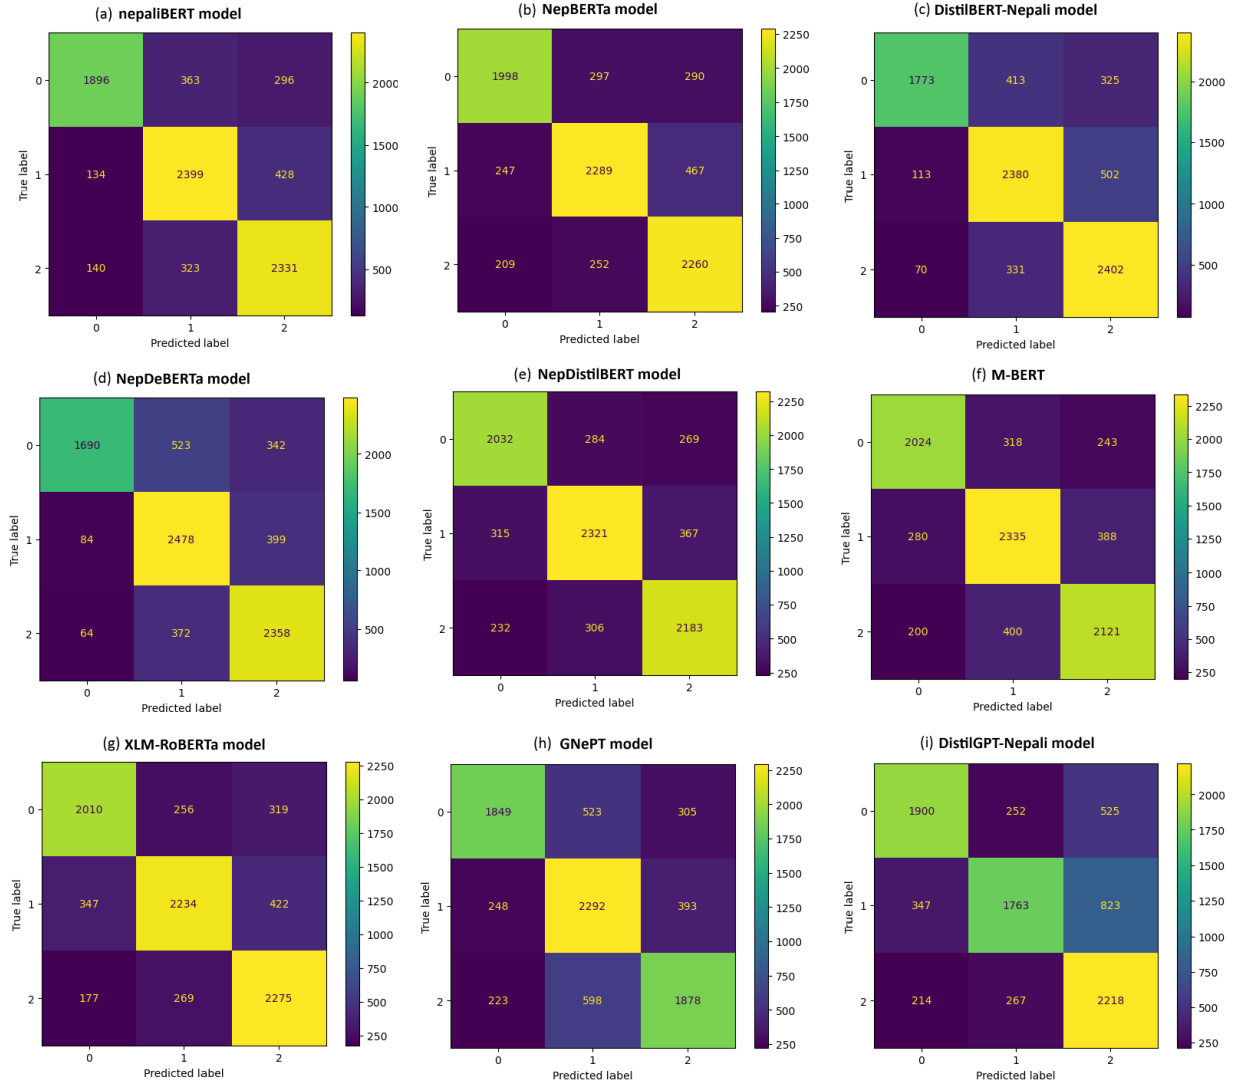 (a) nepaliBERT model
0 1896 363 296
1 134 2399 428
2 140 323 2331
0 1 2
True label
Predicted label
2000
1500
1000
500
(b) NepBERTa model
0 1998 297 290
1 247 2289 467
2 209 252 2260
0 1 2
True label
Predicted label
2250
2000
1750
1500
1250
1000
750
500
250
(c) DistilBERT-Nepali model
0 1773 413 325
1 113 2380 502
2 70 331 2402
0 1 2
True label
Predicted label
2000
1500
1000
500
(d) NepDeBERTa model
0 1690 523 342
1 84 2478 399
2 64 372 2358
0 1 2
True label
Predicted label
2000
1500
1000
500
(e) NepDistilBERT model
0 2032 284 269
1 315 2321 367
2 232 306 2183
0 1 2
True label
Predicted label
2250
2000
1750
1500
1250
1000
750
500
250
(f) M-BERT
0 2024 318 243
1 280 2335 388
2 200 400 2121
0 1 2
True label
Predicted label
2250
2000
1750
1500
1250
1000
750
500
250
(g) XLM-RoBERTa model
0 2010 256 319
1 347 2234 422
2 177 269 2275
0 1 2
True label
Predicted label
2250
2000
1750
1500
1250
1000
750
500
250
(h) GNePT model
0 1849 523 305
1 248 2292 393
2 223 598 1878
0 1 2
True label
Predicted label
2250
2000
1750
1500
1250
1000
750
500
250
(i) DistilGPT-Nepali model
0 1900 252 525
1 347 1763 823
2 214 267 2218
0 1 2
True label
Predicted label
2000
1750
1500
1250
1000
750
500
250